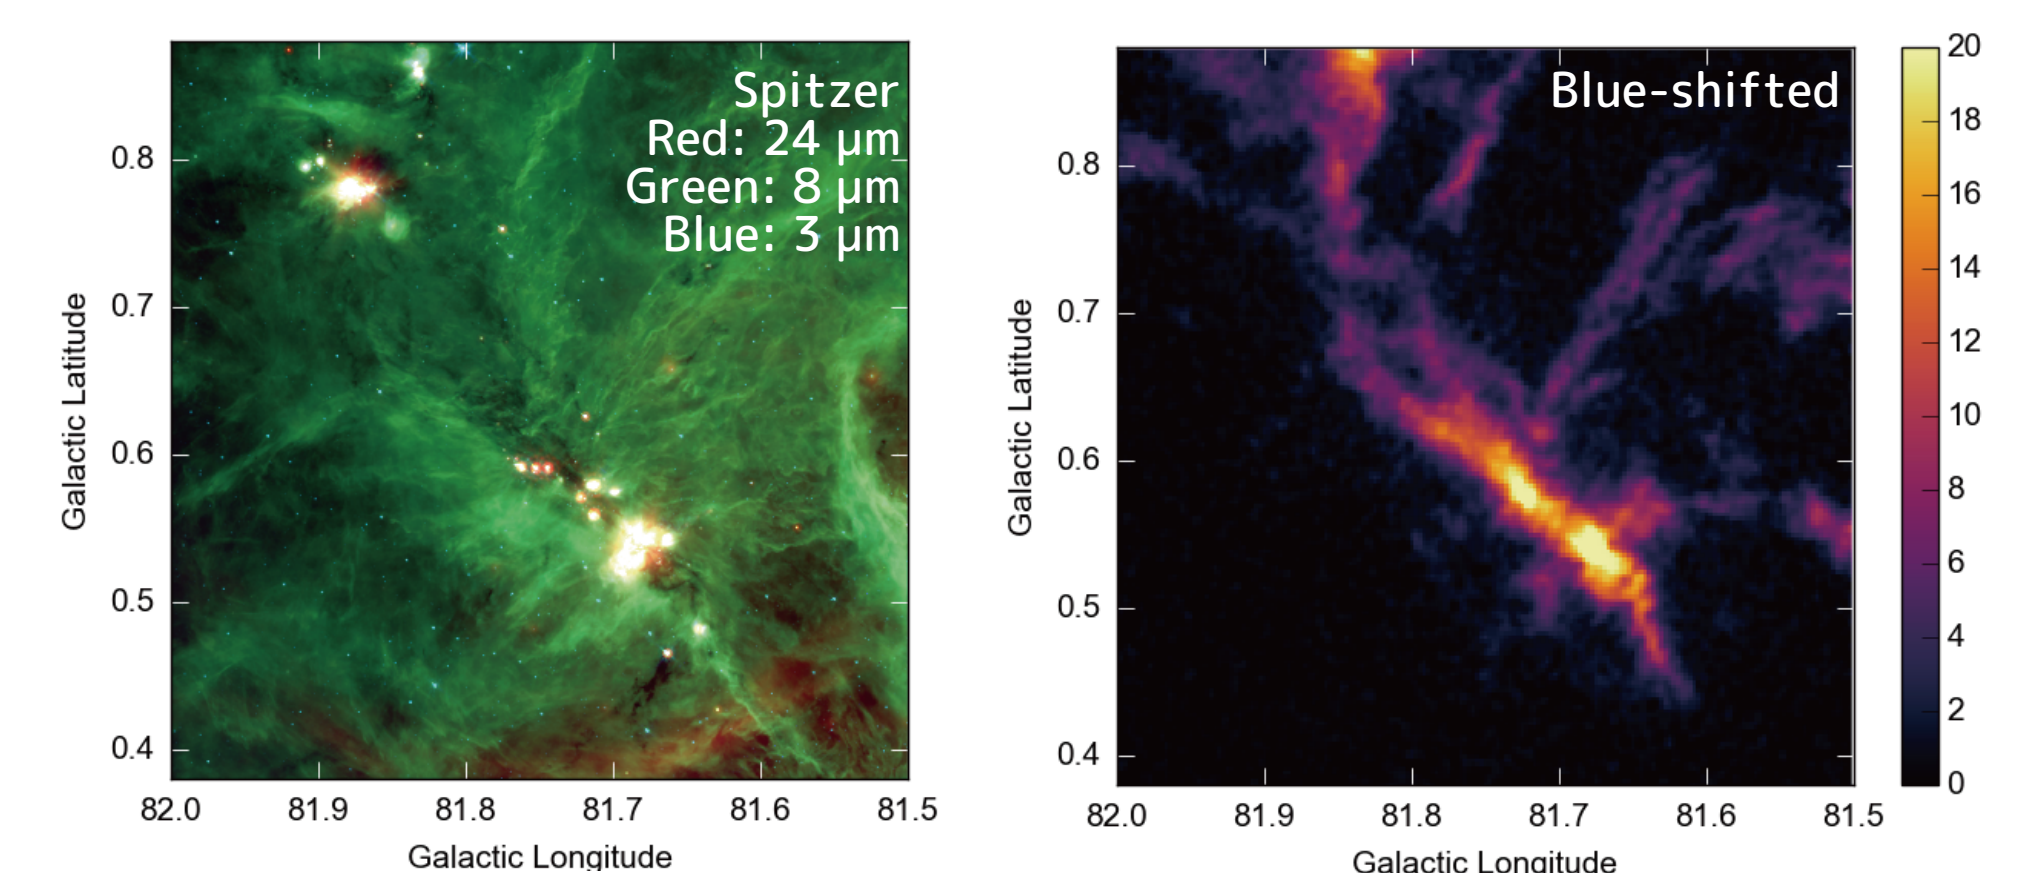 Spitzer
Red: 24 µm
Green: 8 µm
Blue: 3 µm
0.8
0.7
0.6
0.5
0.4
Galactic Latitude
82.0 81.9 81.8 81.7 81.6 81.5
Galactic Longitude
Blue-shifted
0.8
0.7
0.6
0.5
0.4
Galactic Latitude
82.0 81.9 81.8 81.7 81.6 81.5
Galactic Longitude
20
18
16
14
12
10
8
6
4
2
0